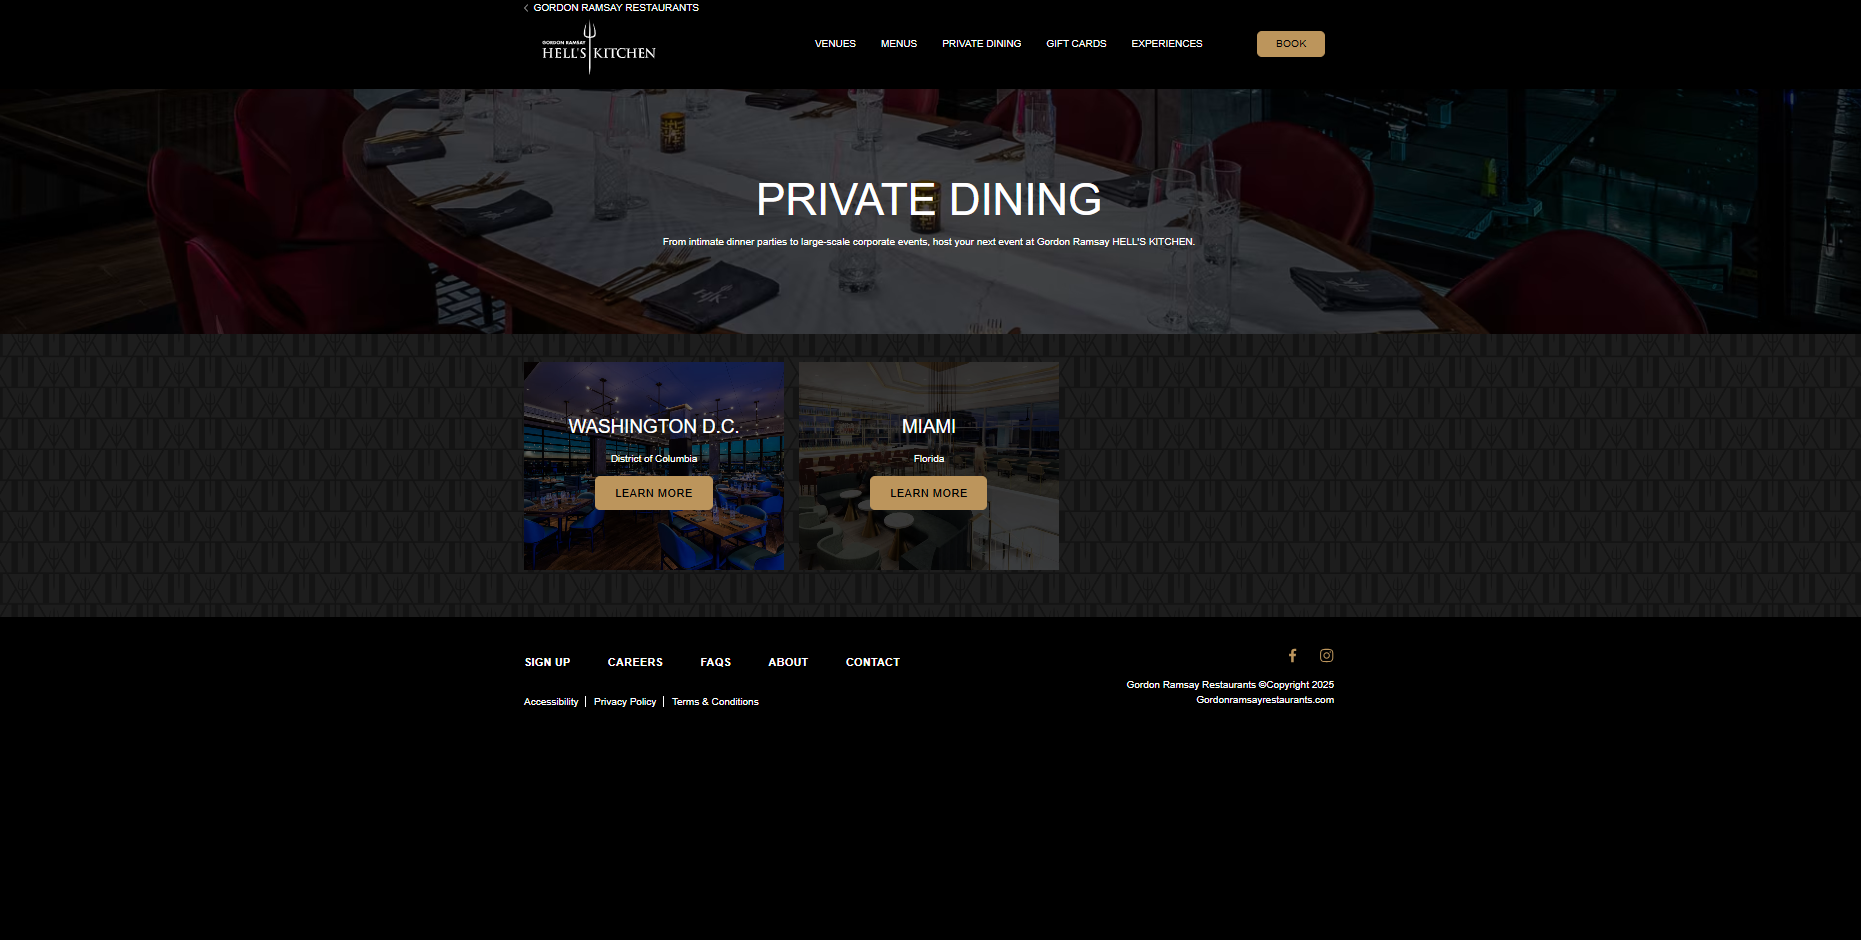 GORDON RAMSAY RESTAURANTS
GORDON RAMSAY
HELL'S KITCHEN
VENUES MENUS PRIVATE DINING GIFT CARDS EXPERIENCES BOOK
PRIVATE DINING
From intimate dinner parties to large-scale corporate events, host your next event at Gordon Ramsay HELL'S KITCHEN.
WASHINGTON D.C.
District of Columbia
LEARN MORE
MIAMI
Florida
LEARN MORE
SIGN UP CAREERS FAQS ABOUT CONTACT
Accessibility | Privacy Policy | Terms & Conditions
Gordon Ramsay Restaurants ©Copyright 2025
Gordonramsayrestaurants.com